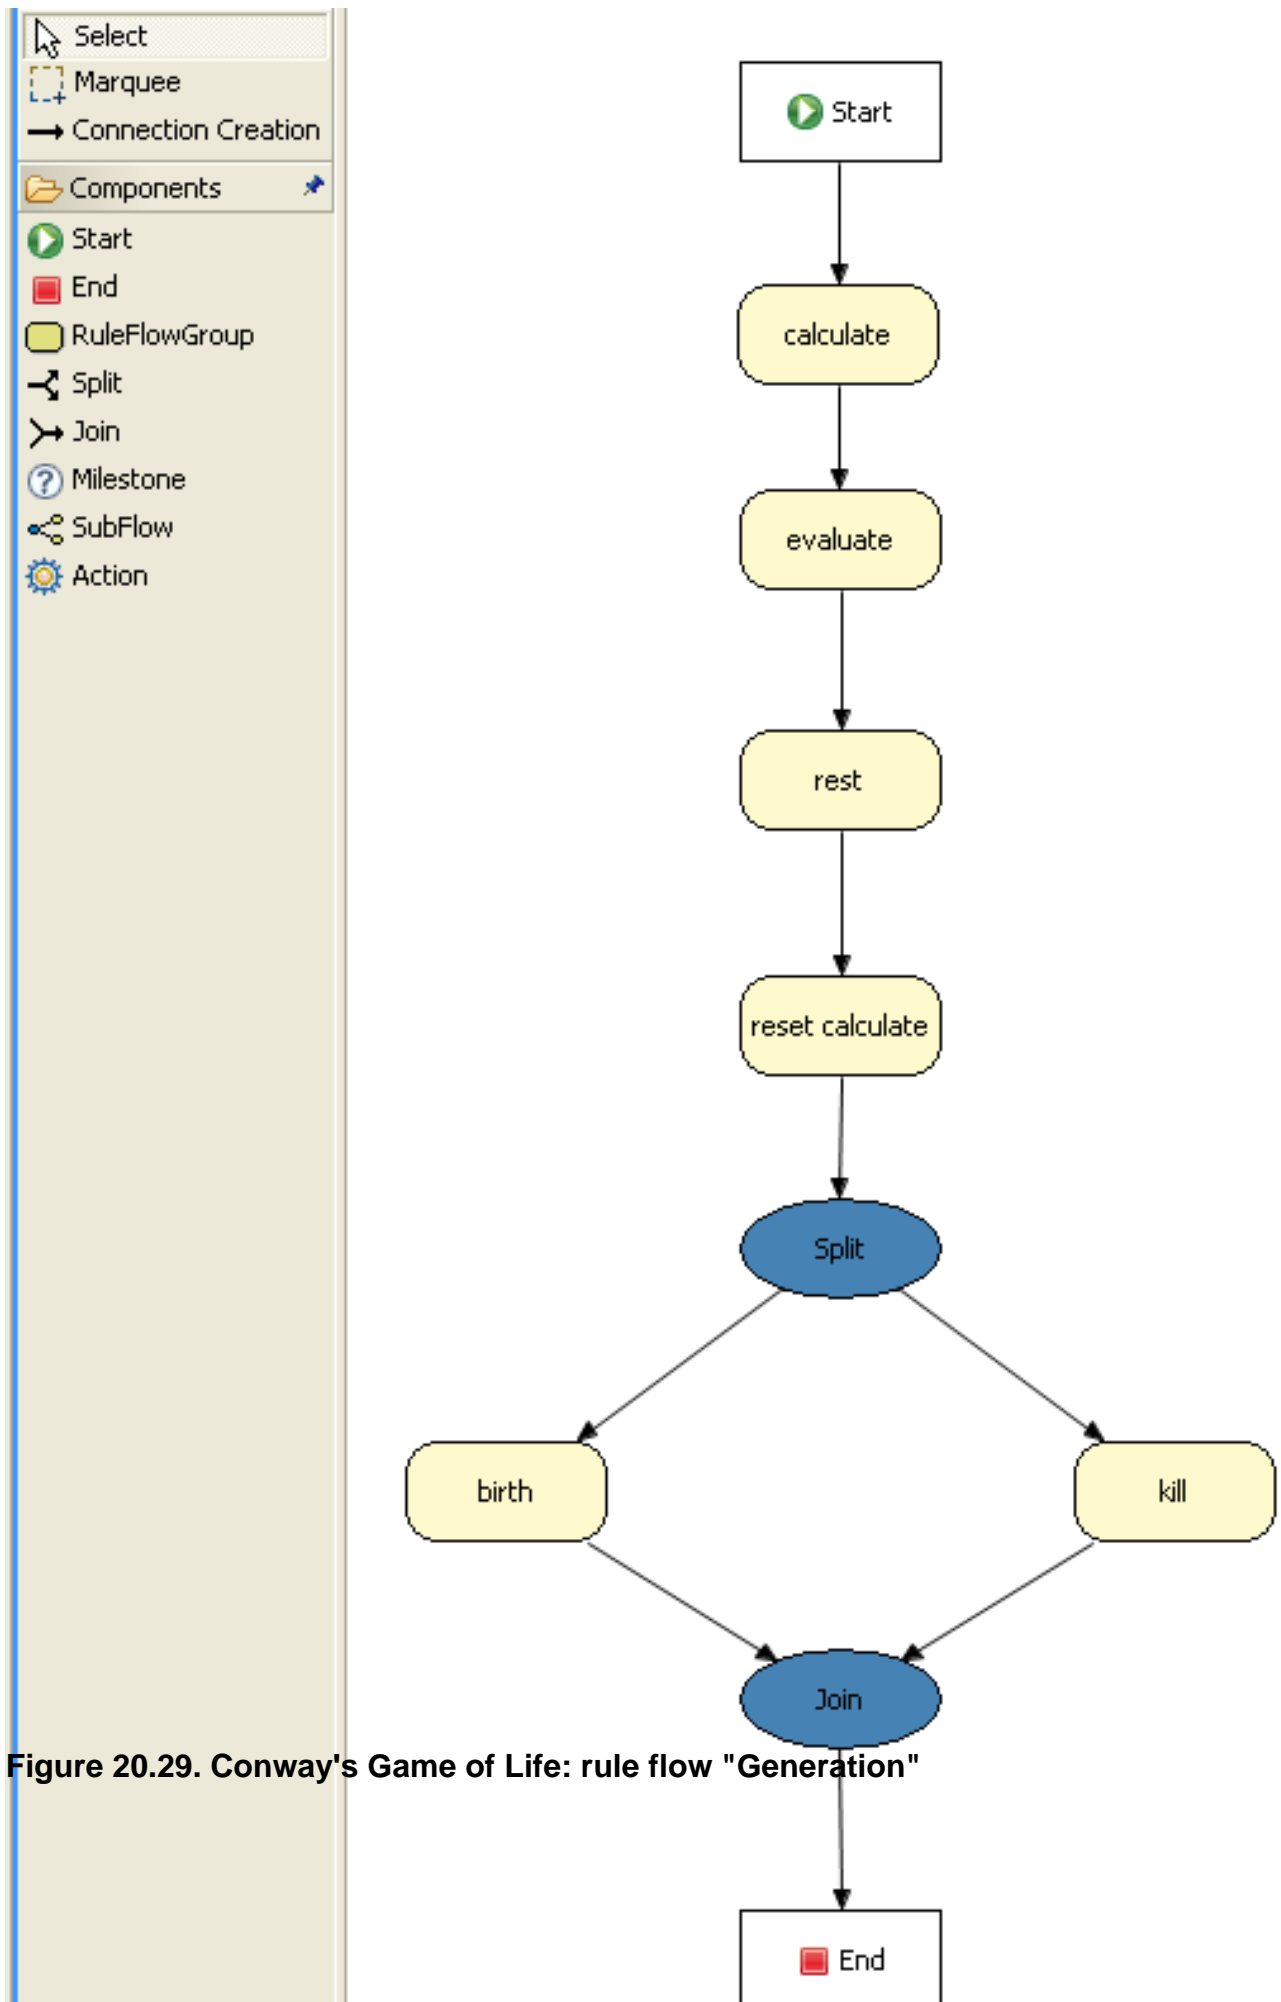 Select
Marquee
Connection Creation
Components
Start
End
RuleFlowGroup
Split
Join
Milestone
SubFlow
Action
Start
calculate
evaluate
rest
reset calculate
Split
birth
kill
Join
Figure 20.29. Conway's Game of Life: rule flow "Generation"
End